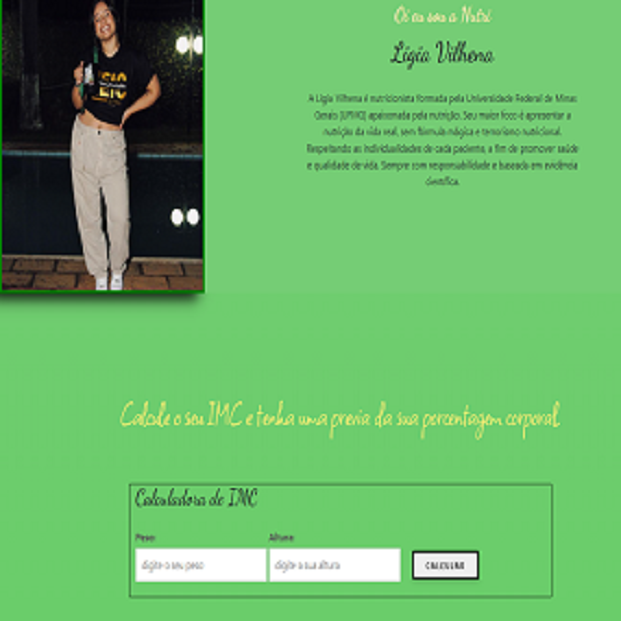 Oi eu sou a Nutri
Lígia Vilhena
A Lígia Vilhena é nutricionista formada pela Universidade Federal de Minas
Gerais (UFMG) apaixonada pela nutrição. Seu maior foco é apresentar a
nutrição da vida real, sem fórmula mágica e terrorismo nutricional.
Respeitando as individualidades de cada paciente, a fim de promover saúde
e qualidade de vida. Sempre com responsabilidade e baseada em evidência
científica.
Calcule o seu IMC e tenha uma previa da sua porcentagem corporal
Calculadora de IMC
Peso: Altura:
digite o seu peso digite a sua altura CALCULAR